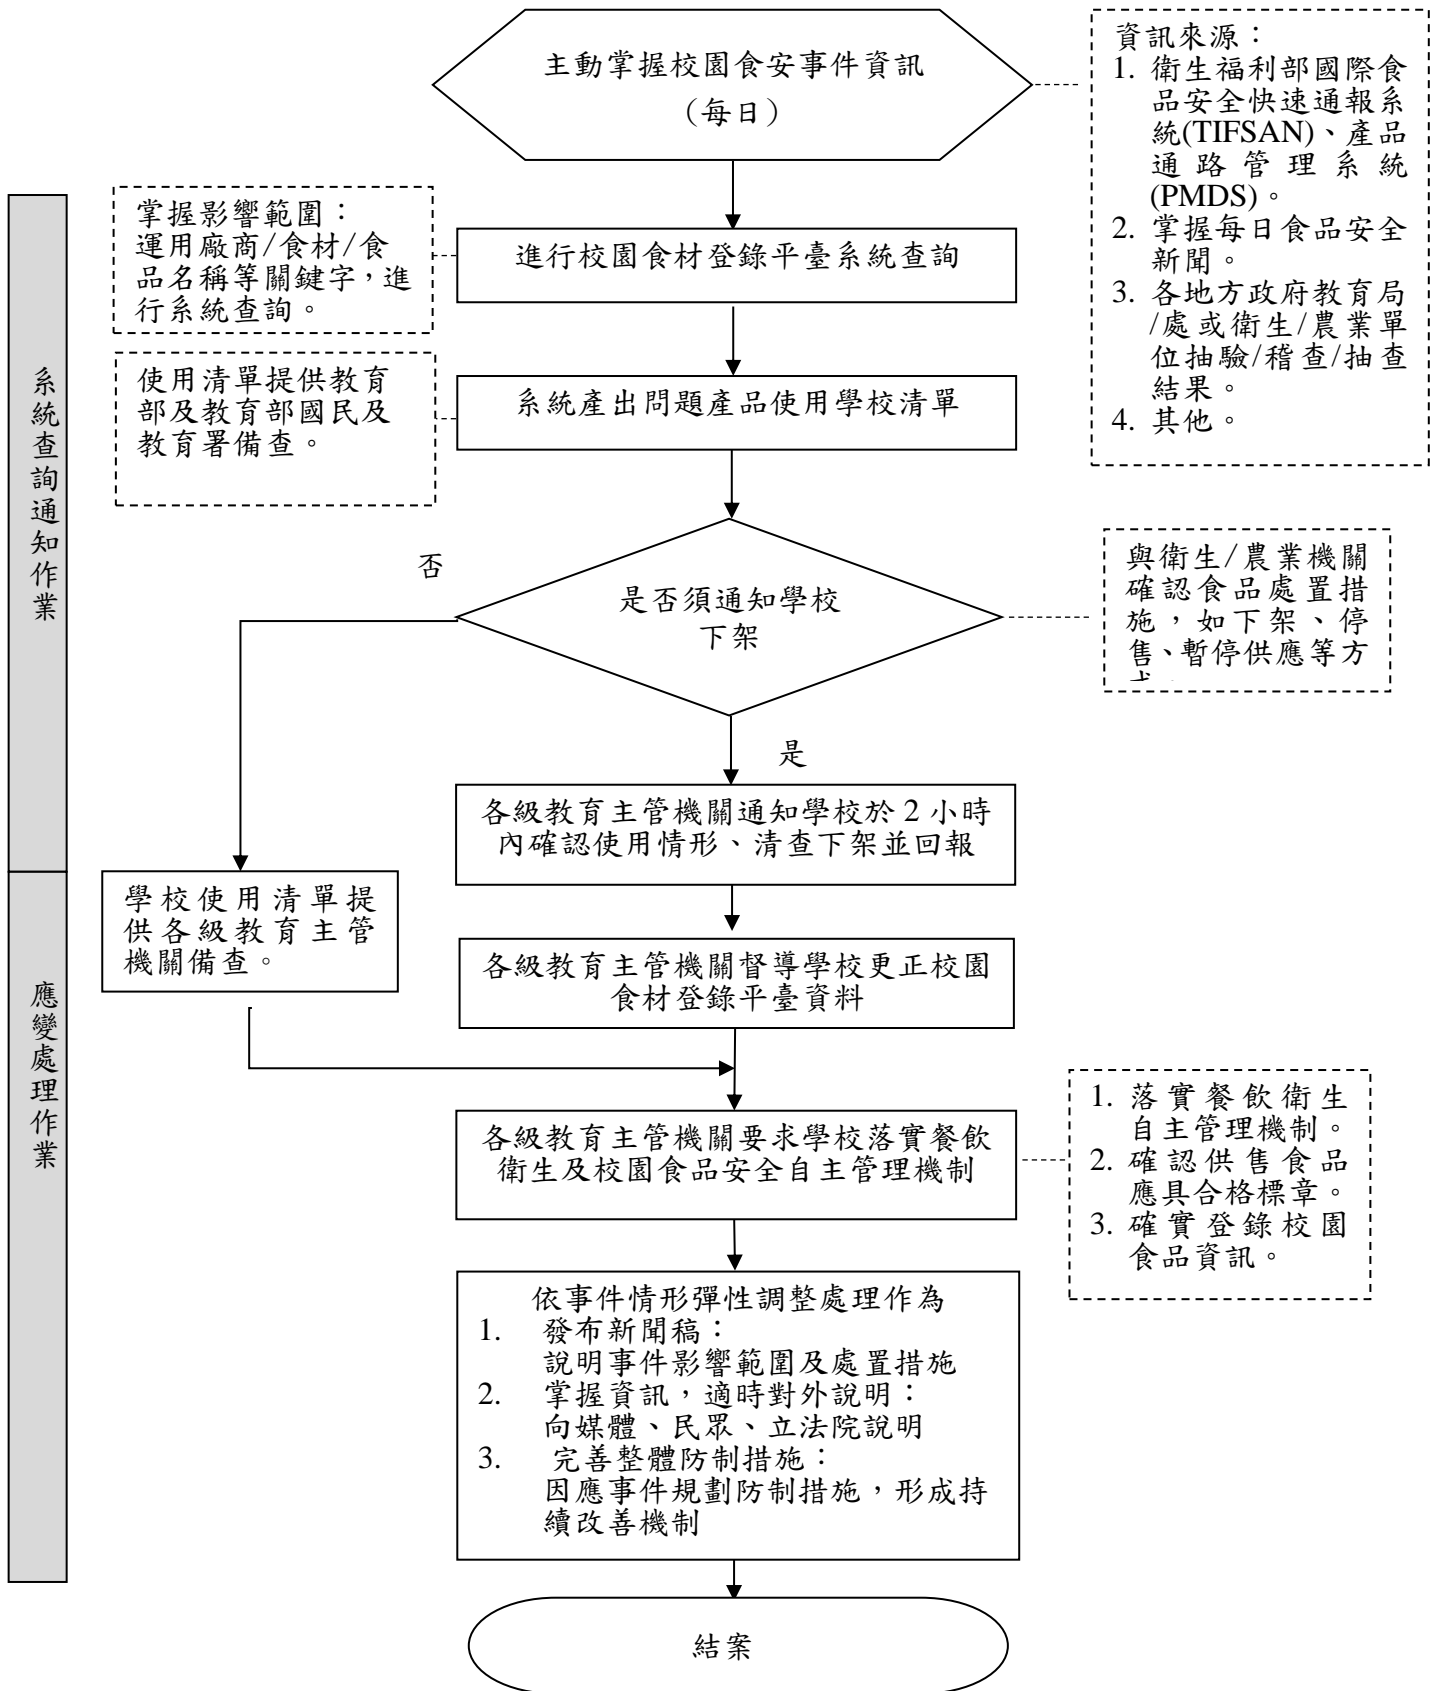 主動掌握校園食安事件資訊
（每日）
資訊來源：
1. 衛生福利部國際食
品安全快速通報系
統(TIFSAN)、產品
通路管理系統
(PMDS)。
2. 掌握每日食品安全
新聞。
3. 各地方政府教育局
/處或衛生/農業單
位抽驗/稽查/抽查
結果。
4. 其他。
掌握影響範圍：
運用廠商/食材/食
品名稱等關鍵字，進
行系統查詢。
進行校園食材登錄平臺系統查詢
使用清單提供教育
部及教育部國民及
教育署備查。
系統產出問題產品使用學校清單
系統查詢通知作業
否
是否須通知學校
下架
與衛生/農業機關
確認食品處置措
施，如下架、停
售、暫停供應等方
是
各級教育主管機關通知學校於 2 小時
內確認使用情形、清查下架並回報
學校使用清單提
供各級教育主管
機關備查。
各級教育主管機關督導學校更正校園
食材登錄平臺資料
應變處理作業
各級教育主管機關要求學校落實餐飲
衛生及校園食品安全自主管理機制
1. 落實餐飲衛生
自主管理機制。
2. 確認供售食品
應具合格標章。
3. 確實登錄校園
食品資訊。
依事件情形彈性調整處理作為
1. 發布新聞稿：
說明事件影響範圍及處置措施
2. 掌握資訊，適時對外說明：
向媒體、民眾、立法院說明
3. 完善整體防制措施：
因應事件規劃防制措施，形成持
續改善機制
結案